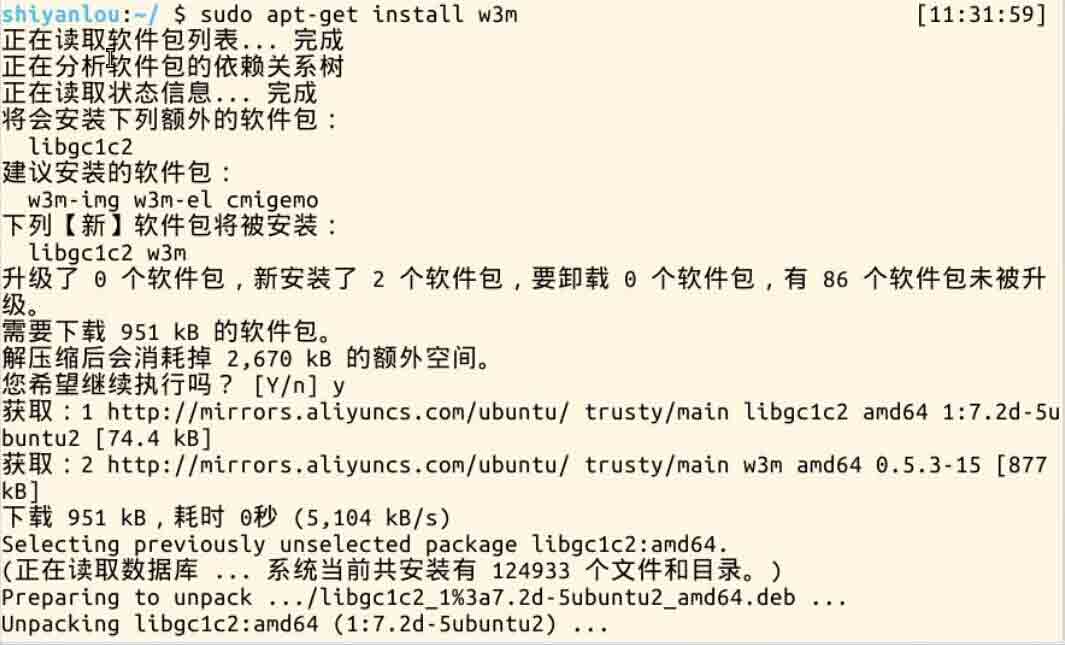 shiyanlou:~/ $ sudo apt-get install w3m [11:31:59]
正在读取软件包列表... 完成
正在分析软件包的依赖关系树
正在读取状态信息... 完成
将会安装下列额外的软件包：
  libgc1c2
建议安装的软件包：
  w3m-img w3m-el cmigemo
下列【新】软件包将被安装：
  libgc1c2 w3m
升级了 0 个软件包，新安装了 2 个软件包，要卸载 0 个软件包，有 86 个软件包未被升
级。
需要下载 951 kB 的软件包。
解压缩后会消耗掉 2,670 kB 的额外空间。
您希望继续执行吗？ [Y/n] y
获取：1 http://mirrors.aliyuncs.com/ubuntu/ trusty/main libgc1c2 amd64 1:7.2d-5u
buntu2 [74.4 kB]
获取：2 http://mirrors.aliyuncs.com/ubuntu/ trusty/main w3m amd64 0.5.3-15 [877
kB]
下载 951 kB，耗时 0秒 (5,104 kB/s)
Selecting previously unselected package libgc1c2:amd64.
(正在读取数据库 ... 系统当前共安装有 124933 个文件和目录。)
Preparing to unpack .../libgc1c2_1%3a7.2d-5ubuntu2_amd64.deb ...
Unpacking libgc1c2:amd64 (1:7.2d-5ubuntu2) ...